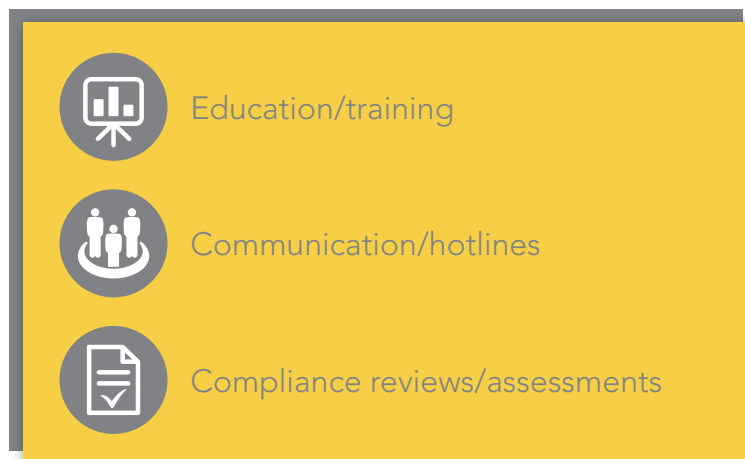 Education/training
Communication/hotlines
Compliance reviews/assessments